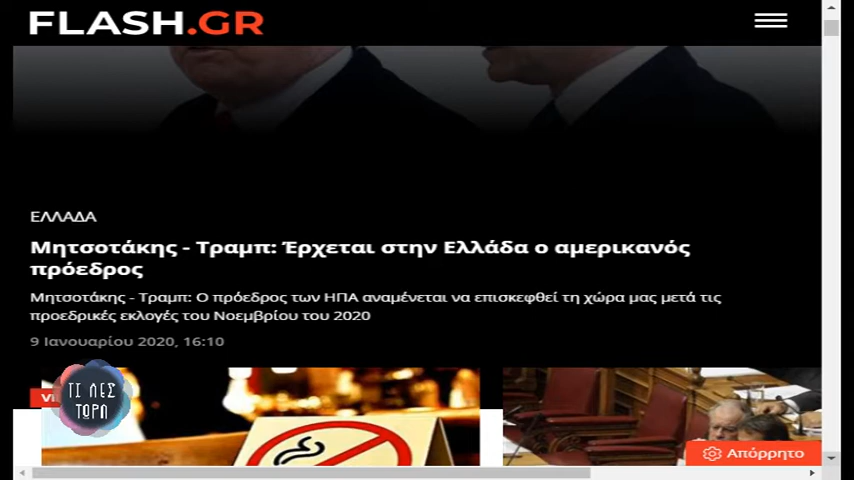 FLASH.GR
ΕΛΛΑΔΑ
Μητσοτάκης - Τραμπ: Έρχεται στην Ελλάδα ο αμερικανός
πρόεδρος
Μητσοτάκης - Τραμπ: Ο πρόεδρος των ΗΠΑ αναμένεται να επισκεφθεί τη χώρα μας μετά τις
προεδρικές εκλογές του Νοεμβρίου του 2020
9 Ιανουαρίου 2020, 16:10
ΤΙ ΛΕΣ
ΤΩΡΑ
Απόρρητο